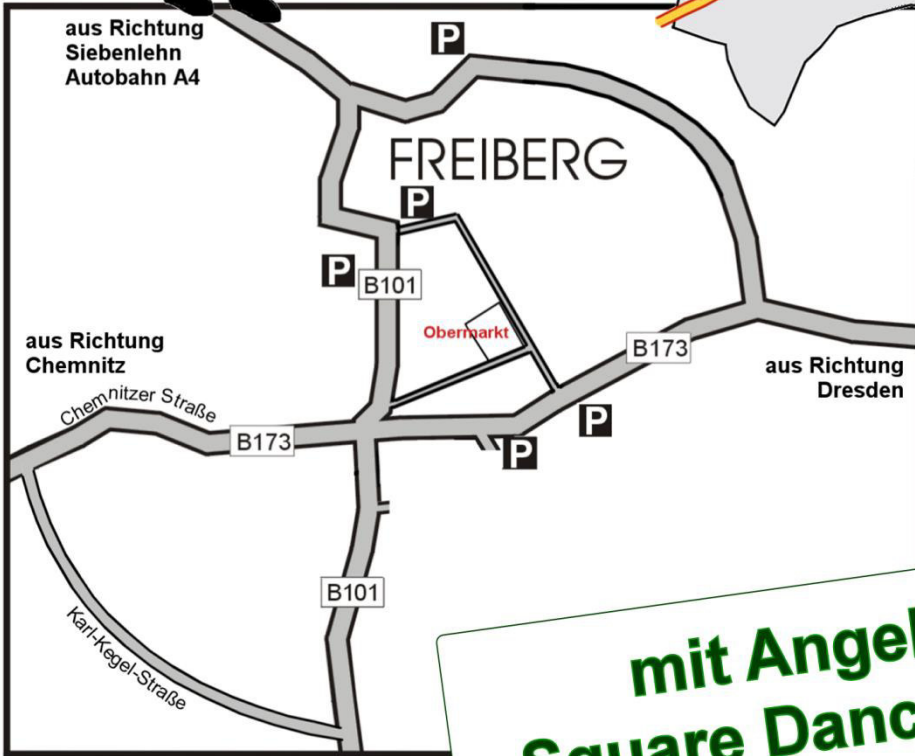 aus Richtung
Siebenlehn
Autobahn A4
P
FREIBERG
P
P
B101
Obermarkt
B173
aus Richtung
Chemnitz
aus Richtung
Dresden
Chemnitzer Straße
B173
P
P
B101
Karl-Kegel-Straße
mit Angel
Square Danc